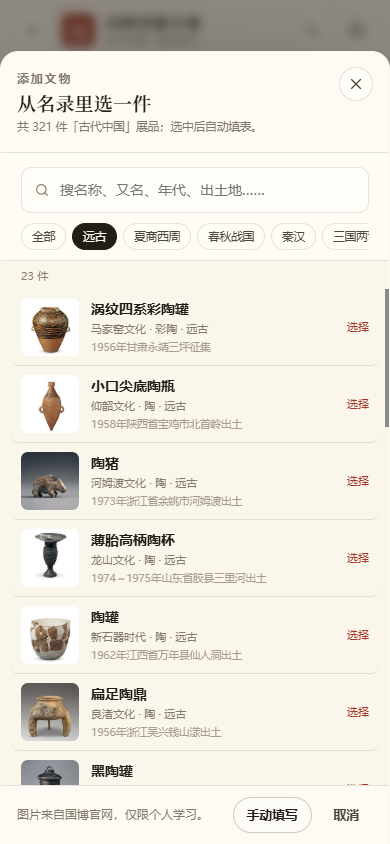 添加文物
从名录里选一件
共 321 件「古代中国」展品；选中后自动填表。
搜名称、又名、年代、出土地……
全部 远古 夏商西周 春秋战国 秦汉 三国两
23 件
涡纹四系彩陶罐
马家窑文化 · 彩陶 · 远古
选择
1956年甘肃永靖三坪征集
小口尖底陶瓶
仰韶文化 · 陶 · 远古
选择
1958年陕西省宝鸡市北首岭出土
陶猪
河姆渡文化 · 陶 · 远古
选择
1973年浙江省余姚市河姆渡出土
薄胎高柄陶杯
龙山文化 · 陶 · 远古
选择
1974～1975年山东省胶县三里河出土
陶罐
新石器时代 · 陶 · 远古
选择
1962年江西省万年县仙人洞出土
扁足陶鼎
良渚文化 · 陶 · 远古
选择
1956年浙江吴兴钱山漾出土
黑陶罐
图片来自国博官网，仅限个人学习。
手动填写 取消